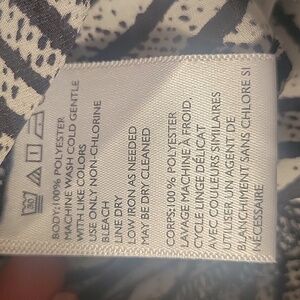 BODY:100% POLYESTER
MACHINE WASH COLD GENTLE
WITH LIKE COLORS
USE ONLY NON-CHLORINE
BLEACH
LINE DRY
LOW IRON AS NEEDED
MAY BE DRY CLEANED
CORPS:100% POLYESTER
LAVAGE MACHINE À FROID,
CYCLE LINGE DÉLICAT
AVEC COULEURS SIMILAIRES
UTILISER UN AGENT DE
BLANCHIMENT SANS CHLORE SI
NÉCESSAIRE